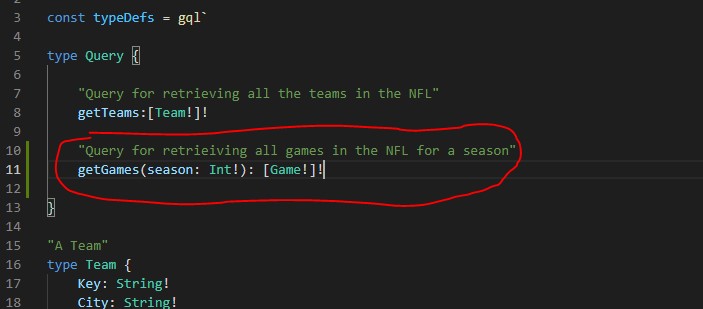 3 const typeDefs = gql`
4
5 type Query {
6
7 "Query for retrieving all the teams in the NFL"
8 getTeams:[Team!]!
9
10 "Query for retrieiving all games in the NFL for a season"
11 getGames(season: Int!): [Game!]!
12
13 }
14
15 "A Team"
16 type Team {
17 Key: String!
18 City: String!